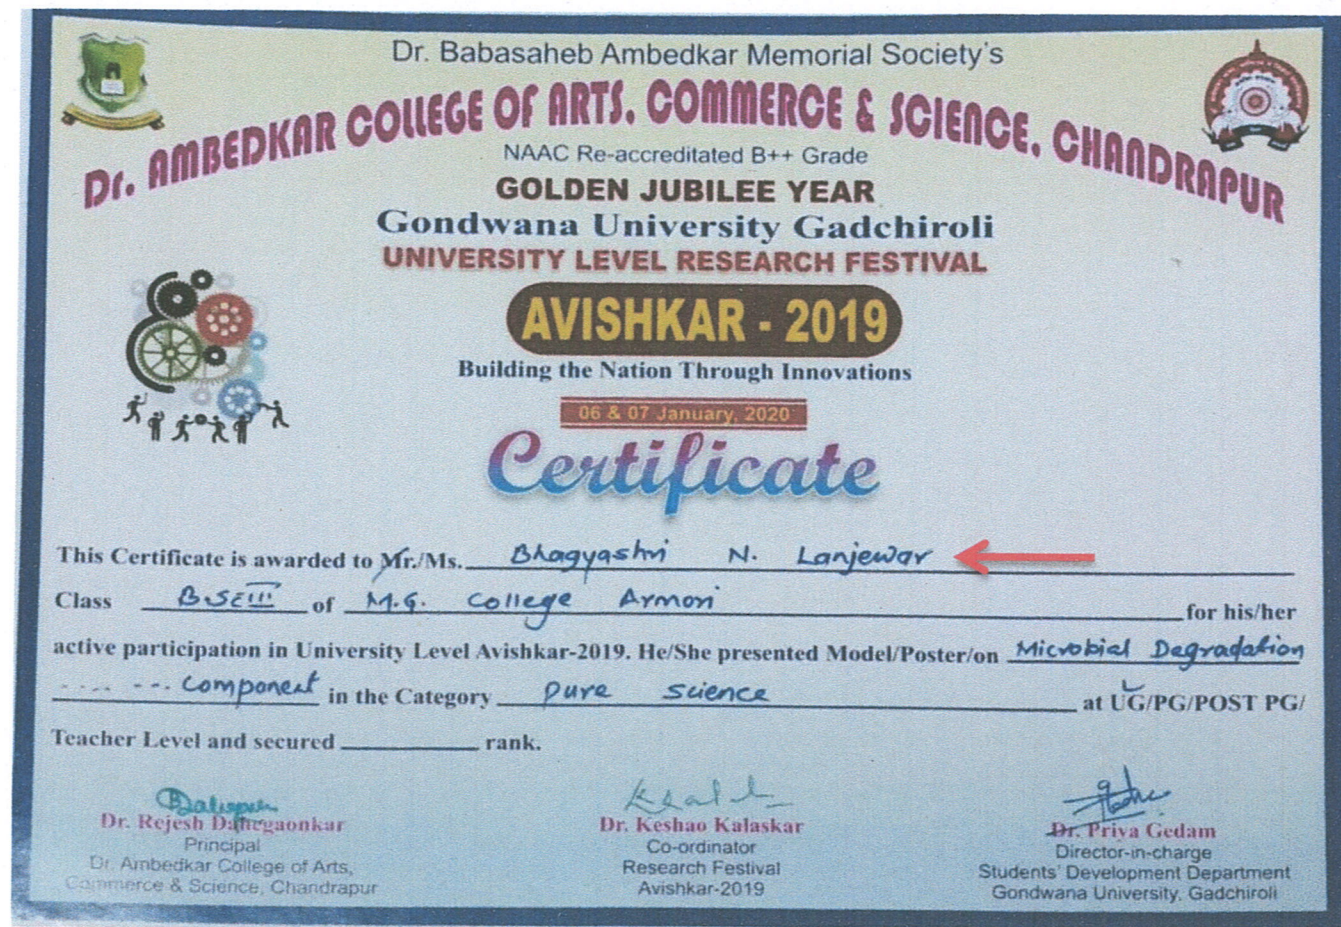 Dr. Babasaheb Ambedkar Memorial Society's
Dr. AMBEDKAR COLLEGE OF ARTS, COMMERCE & SCIENCE, CHANDRAPUR
NAAC Re-accreditated B++ Grade
GOLDEN JUBILEE YEAR
Gondwana University Gadchiroli
UNIVERSITY LEVEL RESEARCH FESTIVAL
AVISHKAR - 2019
Building the Nation Through Innovations
06 & 07 January, 2020
Certificate
This Certificate is awarded to Mr./Ms. Bhagyashri N. Lanjewar
Class B.Sc III of M.G. College Armori for his/her
active participation in University Level Avishkar-2019. He/She presented Model/Poster/on Microbial Degradation
.... --. component in the Category pure science at UG/PG/POST PG/
Teacher Level and secured ________ rank.
Dr. Rejesh Dahegaonkar
Principal
Dr. Ambedkar College of Arts,
Commerce & Science, Chandrapur
Dr. Keshao Kalaskar
Co-ordinator
Research Festival
Avishkar-2019
Dr. Priya Gedam
Director-in-charge
Students' Development Department
Gondwana University, Gadchiroli